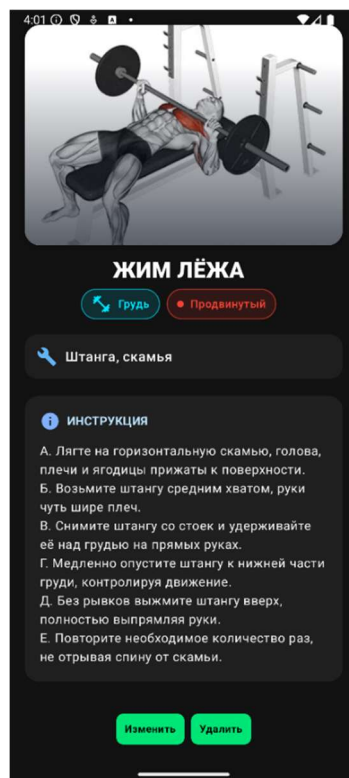 4:01
ЖИМ ЛЁЖА
Грудь
Продвинутый
Штанга, скамья
ИНСТРУКЦИЯ
А. Лягте на горизонтальную скамью, голова,
плечи и ягодицы прижаты к поверхности.
Б. Возьмите штангу средним хватом, руки
чуть шире плеч.
В. Снимите штангу со стоек и удерживайте
её над грудью на прямых руках.
Г. Медленно опустите штангу к нижней части
груди, контролируя движение.
Д. Без рывков выжмите штангу вверх,
полностью выпрямляя руки.
Е. Повторите необходимое количество раз,
не отрывая спину от скамьи.
Изменить Удалить